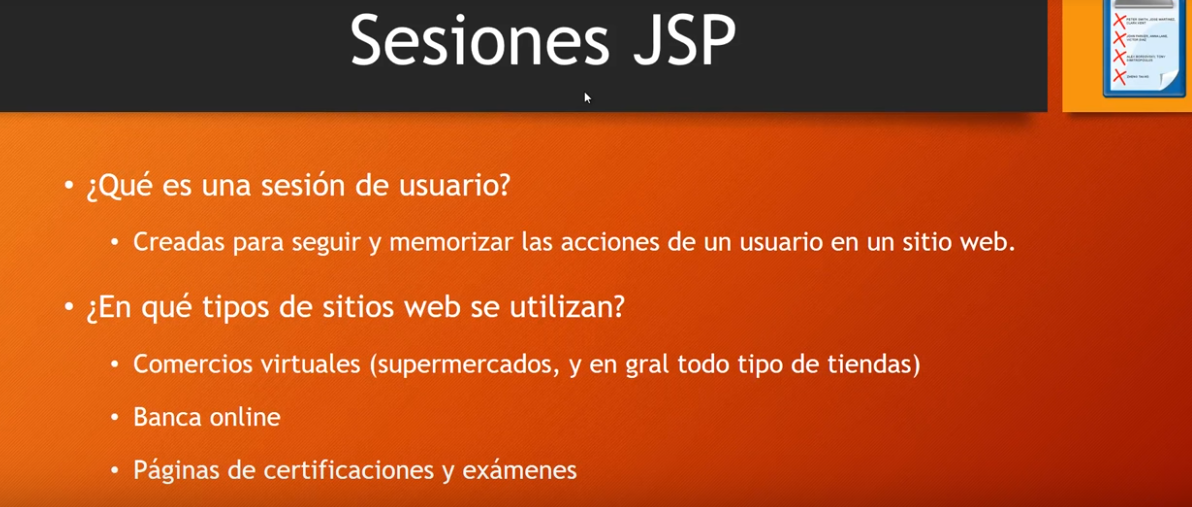 Sesiones JSP
• ¿Qué es una sesión de usuario?
• Creadas para seguir y memorizar las acciones de un usuario en un sitio web.
• ¿En qué tipos de sitios web se utilizan?
• Comercios virtuales (supermercados, y en gral todo tipo de tiendas)
• Banca online
• Páginas de certificaciones y exámenes